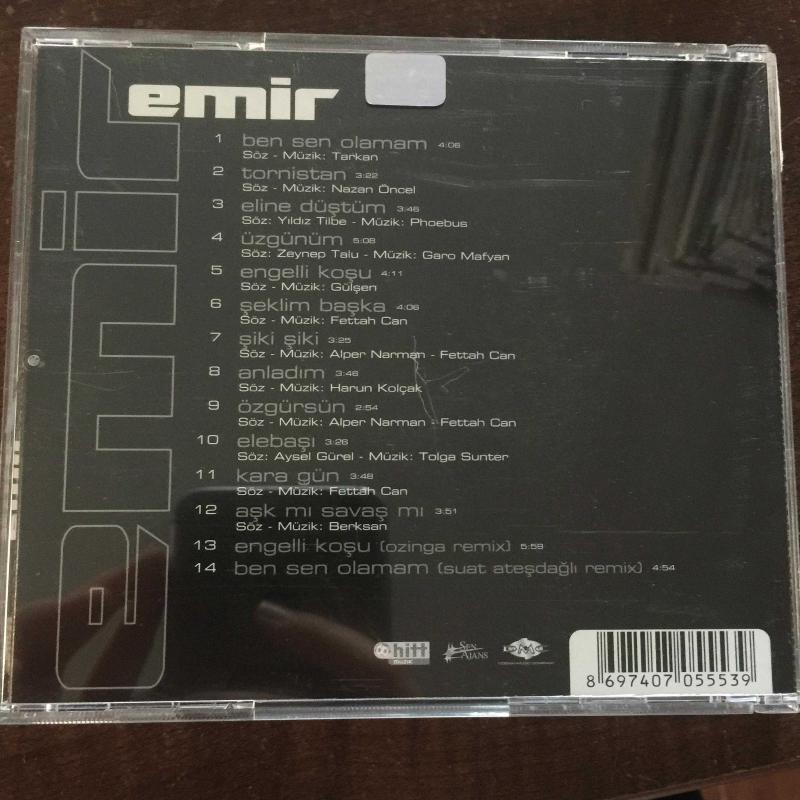 emir
emir
1 ben sen olamam 4:06
Söz - Müzik: Tarkan
2 tornistan 3:22
Söz - Müzik: Nazan Öncel
3 eline düştüm 3:46
Söz: Yıldız Tilbe - Müzik: Phoebus
4 üzgünüm 5:08
Söz: Zeynep Talu - Müzik: Garo Mafyan
5 engelli koşu 4:11
Söz - Müzik: Gülşen
6 şeklim başka 4:06
Söz - Müzik: Fettah Can
7 şiki şiki 3:25
Söz - Müzik: Alper Narman - Fettah Can
8 anladım 3:46
Söz - Müzik: Harun Kolçak
9 özgürsün 2:54
Söz - Müzik: Alper Narman - Fettah Can
10 elebaşı 3:26
Söz: Aysel Gürel - Müzik: Tolga Sunter
11 kara gün 3:48
Söz - Müzik: Fettah Can
12 aşk mı savaş mı 3:51
Söz - Müzik: Berksan
13 engelli koşu (ozinga remix) 5:59
14 ben sen olamam (suat ateşdağlı remix) 4:54
hitt
müzik
Sen
Ajans
DMC
8 697407 055539